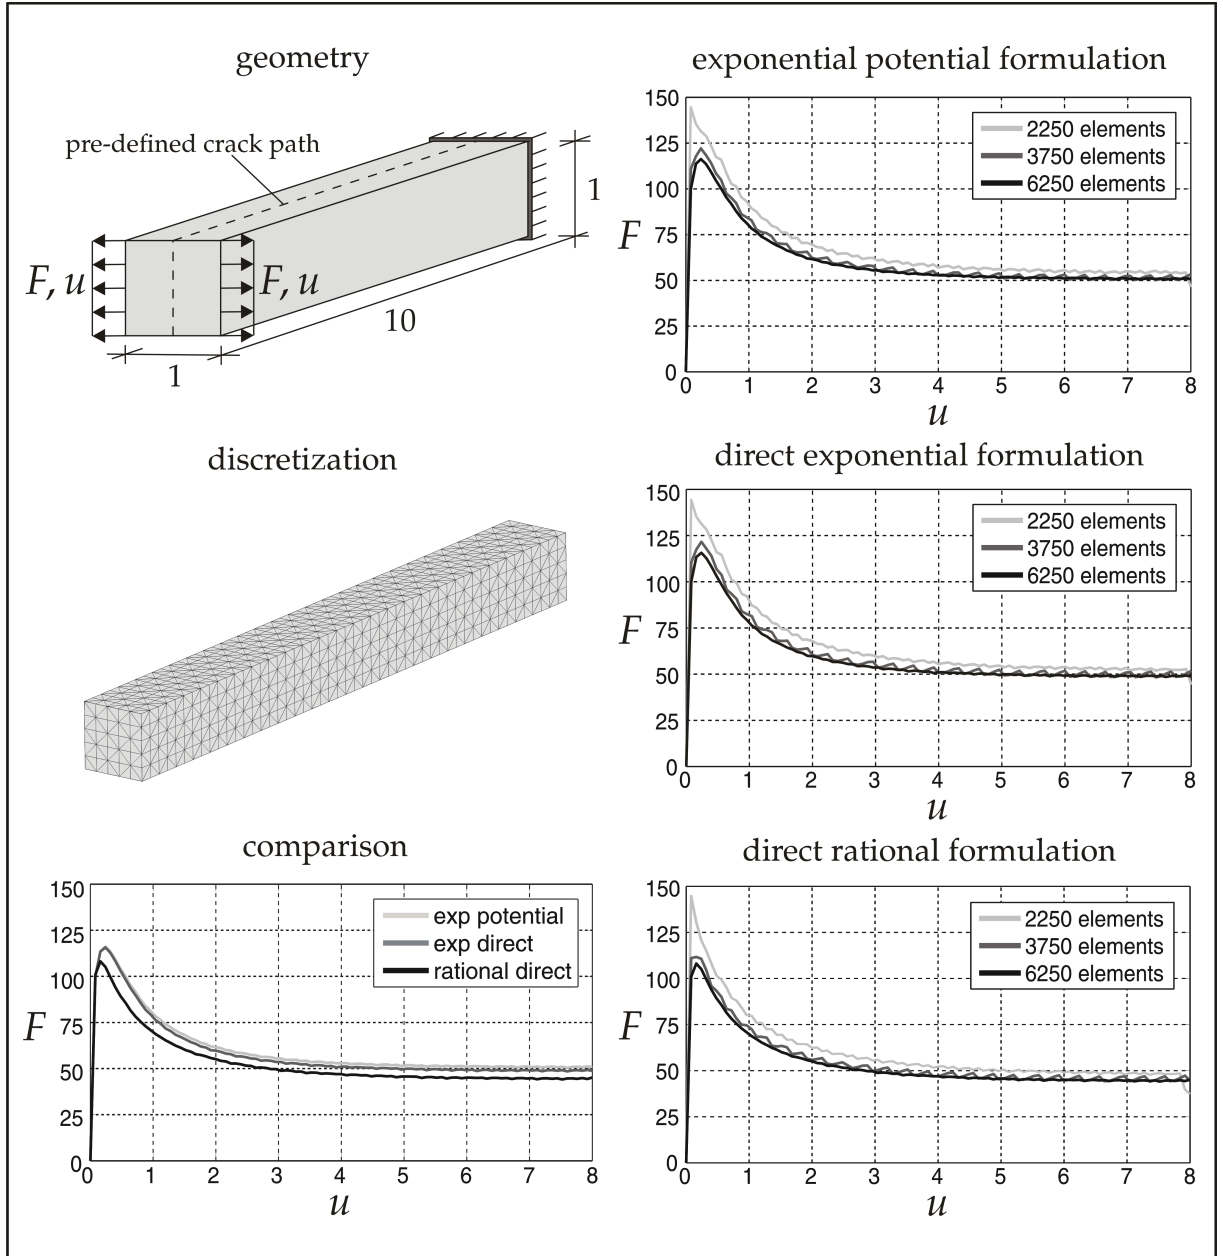 geometry
pre-defined crack path
F, u
F, u
1
10
1
exponential potential formulation
150
125
100
75
50
25
0
F
2250 elements
3750 elements
6250 elements
0 1 2 3 4 5 6 7 8
u
discretization
direct exponential formulation
150
125
100
75
50
25
0
F
2250 elements
3750 elements
6250 elements
0 1 2 3 4 5 6 7 8
u
comparison
150
125
100
75
50
25
0
F
exp potential
exp direct
rational direct
0 1 2 3 4 5 6 7 8
u
direct rational formulation
150
125
100
75
50
25
0
F
2250 elements
3750 elements
6250 elements
0 1 2 3 4 5 6 7 8
u